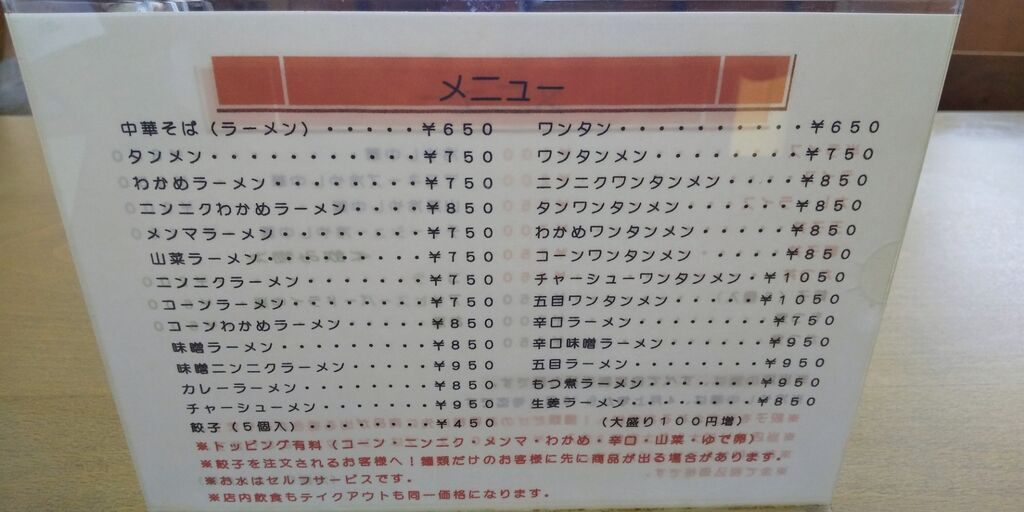 メニュー
中華そば（ラーメン）・・・・・¥650
タンメン・・・・・・・・・・・¥750
わかめラーメン・・・・・・・・¥750
ニンニクわかめラーメン・・・・¥850
メンマラーメン・・・・・・・・¥750
山菜ラーメン・・・・・・・・・¥750
ニンニクラーメン・・・・・・・¥750
コーンラーメン・・・・・・・・¥750
コーンわかめラーメン・・・・・¥850
味噌ラーメン・・・・・・・・・¥850
味噌ニンニクラーメン・・・・・¥950
カレーラーメン・・・・・・・・¥850
チャーシューメン・・・・・・・¥950
餃子（5個入）・・・・・・・・・¥450
ワンタン・・・・・・・・・・¥650
ワンタンメン・・・・・・・・¥750
ニンニクワンタンメン・・・・¥850
タンワンタンメン・・・・・・¥850
わかめワンタンメン・・・・・¥850
コーンワンタンメン・・・・・¥850
チャーシューワンタンメン・¥1050
五目ワンタンメン・・・・・¥1050
辛口ラーメン・・・・・・・・¥750
辛口味噌ラーメン・・・・・・¥950
五目ラーメン・・・・・・・・¥950
もつ煮ラーメン・・・・・・・¥950
生姜ラーメン・・・・・・・・¥850
（大盛り100円増）
※トッピング有料（コーン・ニンニク・メンマ・わかめ・辛口・山菜・ゆで卵）
※餃子を注文されるお客様へ！麺類だけのお客様に先に商品が出る場合があります。
※お水はセルフサービスです。
※店内飲食もテイクアウトも同一価格になります。